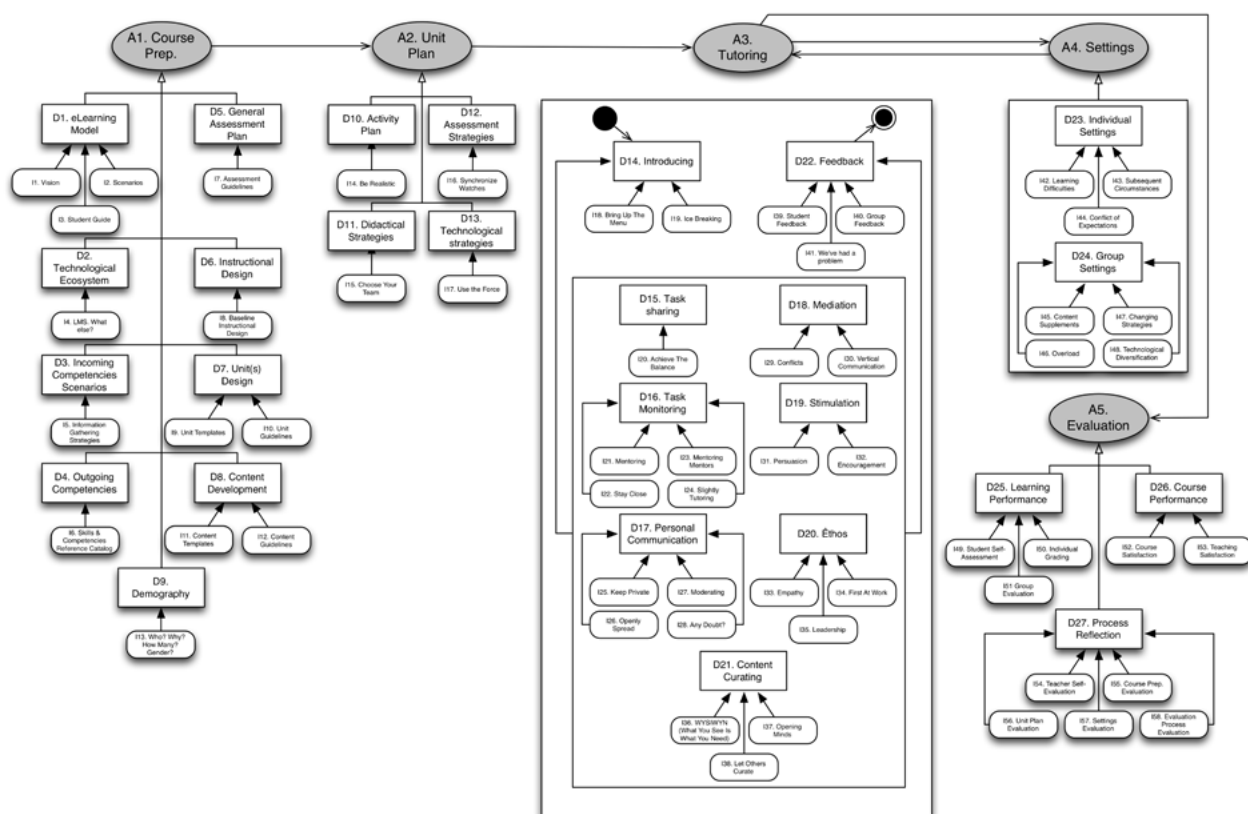 A1. Course
Prep.
A2. Unit
Plan
A3.
Tutoring
A4. Settings
D1. eLearning
Model
D5. General
Assessment
Plan
I1. Vision
I2. Scenarios
I3. Student Guide
I7. Assessment
Guidelines
D2.
Technological
Ecosystem
D6. Instructional
Design
I4. LMS. What
else?
I8. Baseline
Instructional
Design
D3. Incoming
Competencies
Scenarios
D7. Unit(s)
Design
I5. Information
Gathering
Strategies
I9. Unit Templates
I10. Unit
Guidelines
D4. Outgoing
Competencies
D8. Content
Development
I6. Skills &
Competencies
Reference Catalog
I11. Content
Templates
I12. Content
Guidelines
D9.
Demography
I13. Who? Why?
How Many?
Gender?
D10. Activity
Plan
D12.
Assessment
Strategies
I14. Be Realistic
I16. Synchronize
Watches
D11. Didactical
Strategies
D13.
Technological
strategies
I15. Choose Your
Team
I17. Use the Force
D14. Introducing
D22. Feedback
I18. Bring Up The
Menu
I19. Ice Breaking
I39. Student
Feedback
I40. Group
Feedback
I41. We've had a
problem
D15. Task
sharing
D18. Mediation
I20. Achieve The
Balance
I29. Conflicts
I30. Vertical
Communication
D16. Task
Monitoring
D19. Stimulation
I21. Mentoring
I23. Mentoring
Mentors
I22. Stay Close
I24. Slightly
Tutoring
I31. Persuasion
I32.
Encouragement
D17. Personal
Communication
D20. Ēthos
I25. Keep Private
I27. Moderating
I26. Openly
Spread
I28. Any Doubt?
I33. Empathy
I34. First At Work
I35. Leadership
D21. Content
Curating
I36. WYSIWYN
(What You See Is
What You Need)
I37. Opening
Minds
I38. Let Others
Curate
D23. Individual
Settings
I42. Learning
Difficulties
I43. Subsequent
Circumstances
I44. Conflict of
Expectations
D24. Group
Settings
I45. Content
Supplements
I47. Changing
Strategies
I46. Overload
I48. Technological
Diversification
A5.
Evaluation
D25. Learning
Performance
D26. Course
Performance
I49. Student Self-
Assessment
I50. Individual
Grading
I51 Group
Evaluation
I52. Course
Satisfaction
I53. Teaching
Satisfaction
D27. Process
Reflection
I54. Teacher Self-
Evaluation
I55. Course Prep.
Evaluation
I56. Unit Plan
Evaluation
I57. Settings
Evaluation
I58. Evaluation
Process
Evaluation